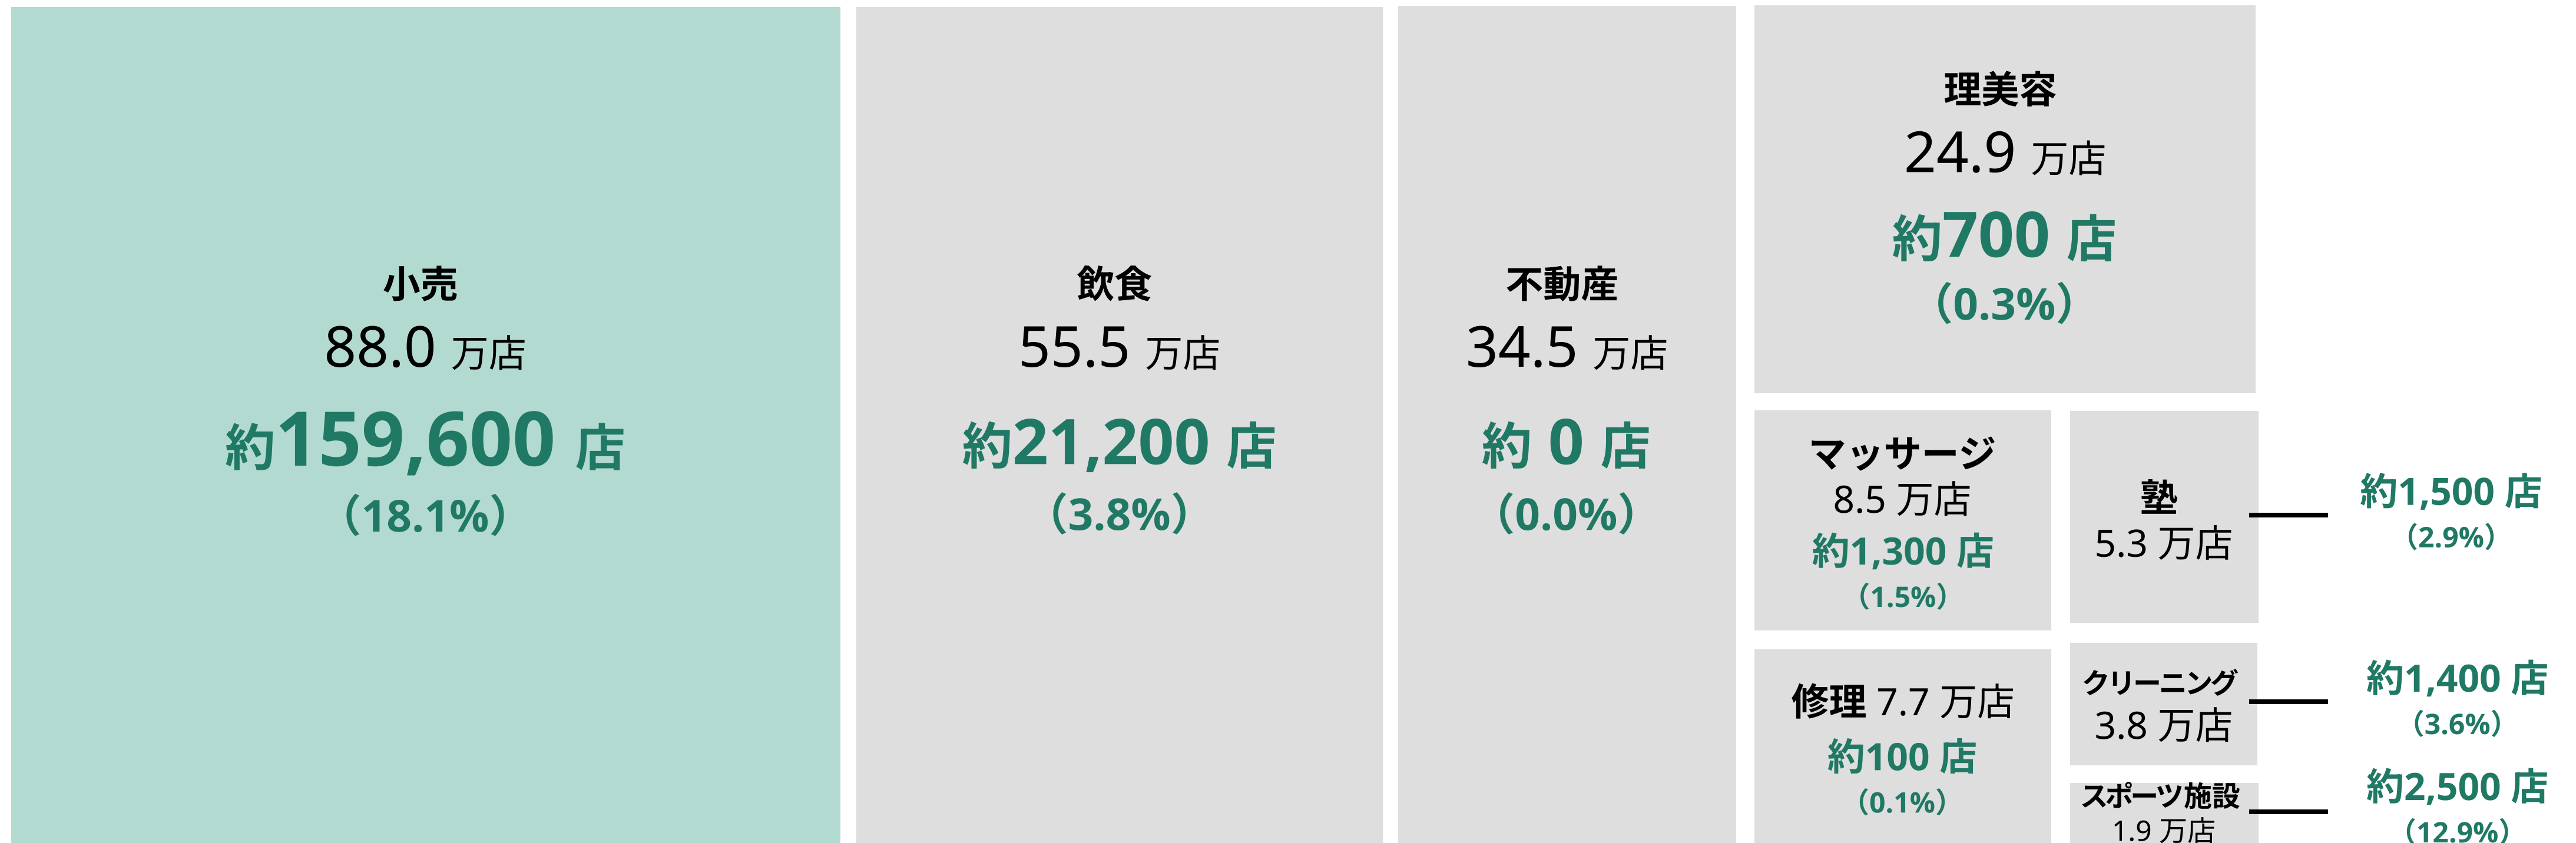 小売
88.0 万店
約159,600 店
（18.1%）
飲食
55.5 万店
約21,200 店
（3.8%）
不動産
34.5 万店
約 0 店
（0.0%）
理美容
24.9 万店
約700 店
（0.3%）
マッサージ
8.5 万店
約1,300 店
（1.5%）
塾
5.3 万店
約1,500 店
（2.9%）
修理 7.7 万店
約100 店
（0.1%）
クリーニング
3.8 万店
約1,400 店
（3.6%）
スポーツ施設
1.9 万店
約2,500 店
（12.9%）